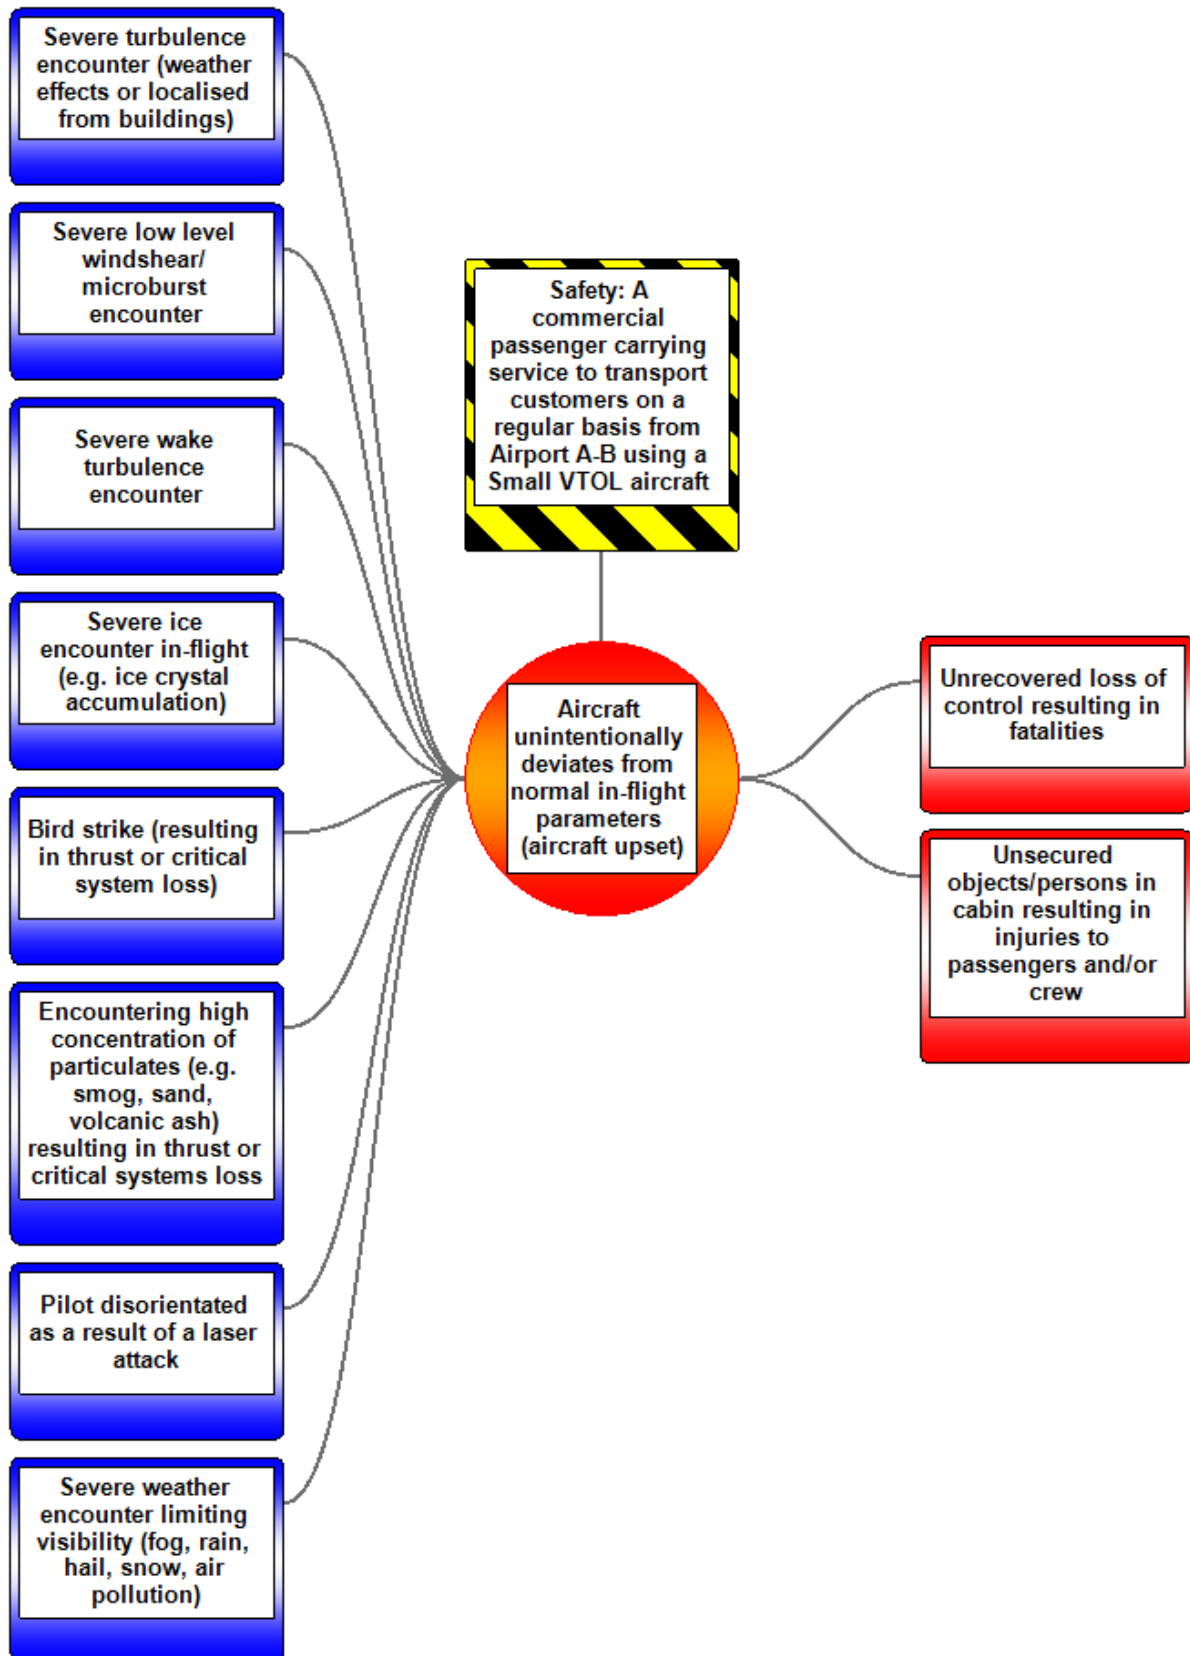 Severe turbulence
encounter (weather
effects or localised
from buildings)
Severe low level
windshear/
microburst
encounter
Severe wake
turbulence
encounter
Severe ice
encounter in-flight
(e.g. ice crystal
accumulation)
Bird strike (resulting
in thrust or critical
system loss)
Encountering high
concentration of
particulates (e.g.
smog, sand,
volcanic ash)
resulting in thrust or
critical systems loss
Pilot disorientated
as a result of a laser
attack
Severe weather
encounter limiting
visibility (fog, rain,
hail, snow, air
pollution)
Safety: A
commercial
passenger carrying
service to transport
customers on a
regular basis from
Airport A-B using a
Small VTOL aircraft
Aircraft
unintentionally
deviates from
normal in-flight
parameters
(aircraft upset)
Unrecovered loss of
control resulting in
fatalities
Unsecured
objects/persons in
cabin resulting in
injuries to
passengers and/or
crew